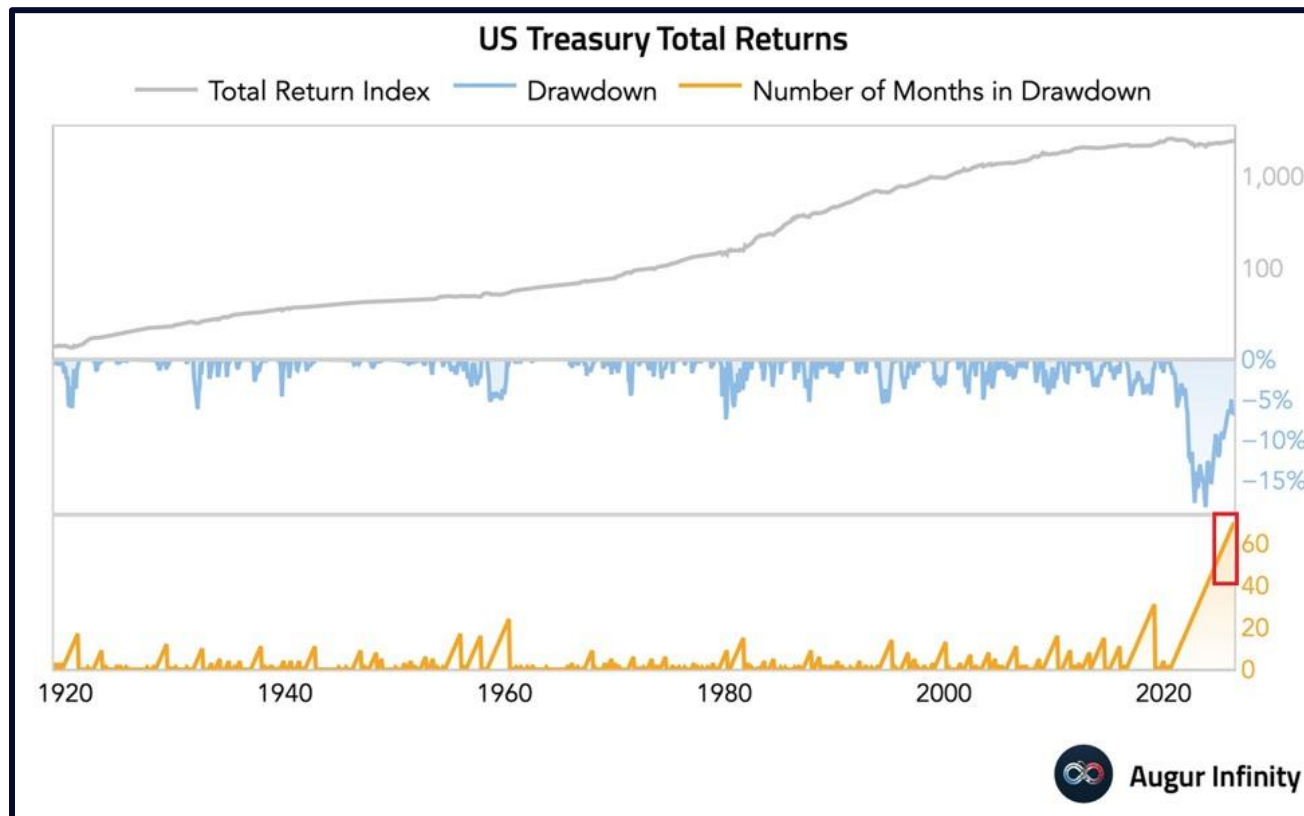 US Treasury Total Returns
Total Return Index Drawdown Number of Months in Drawdown
1,000
100
0%
−5%
−10%
−15%
60
40
20
0
1920 1940 1960 1980 2000 2020
Augur Infinity